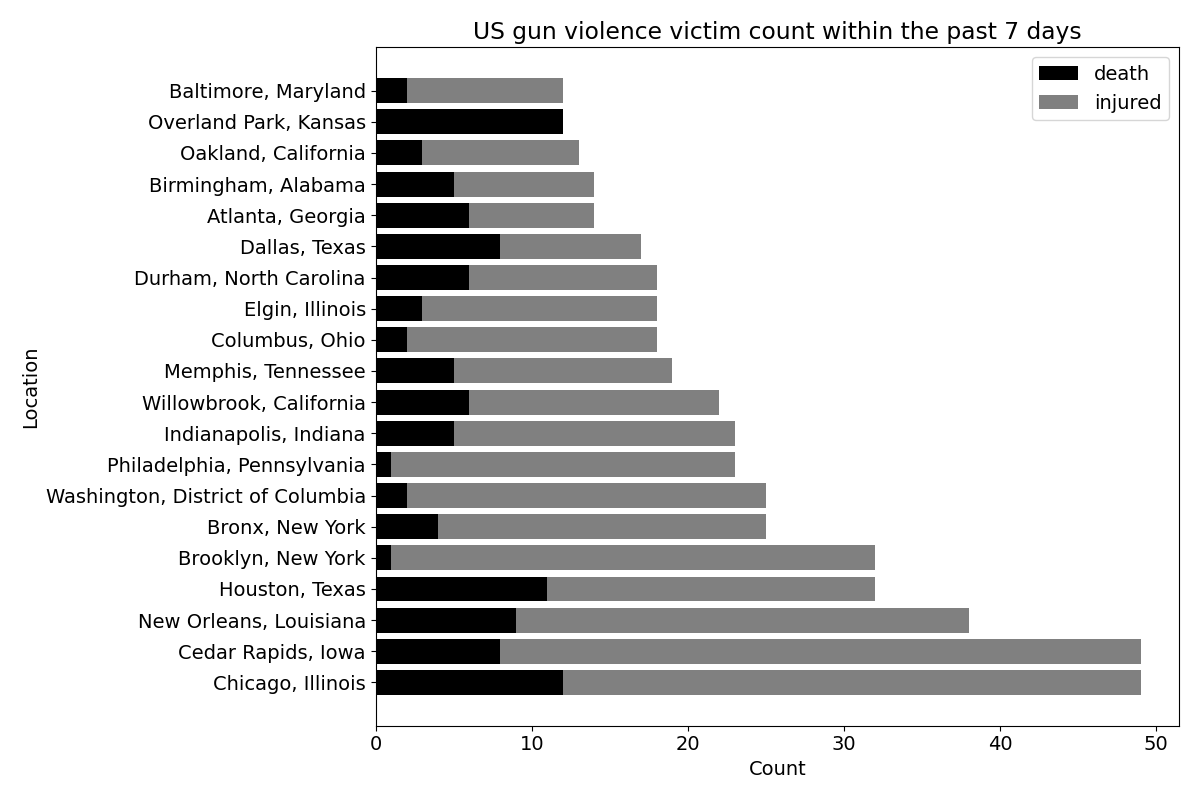 US gun violence victim count within the past 7 days
death
injured
Baltimore, Maryland
Overland Park, Kansas
Oakland, California
Birmingham, Alabama
Atlanta, Georgia
Dallas, Texas
Durham, North Carolina
Elgin, Illinois
Columbus, Ohio
Memphis, Tennessee
Willowbrook, California
Indianapolis, Indiana
Philadelphia, Pennsylvania
Washington, District of Columbia
Bronx, New York
Brooklyn, New York
Houston, Texas
New Orleans, Louisiana
Cedar Rapids, Iowa
Chicago, Illinois
Location
0 10 20 30 40 50
Count